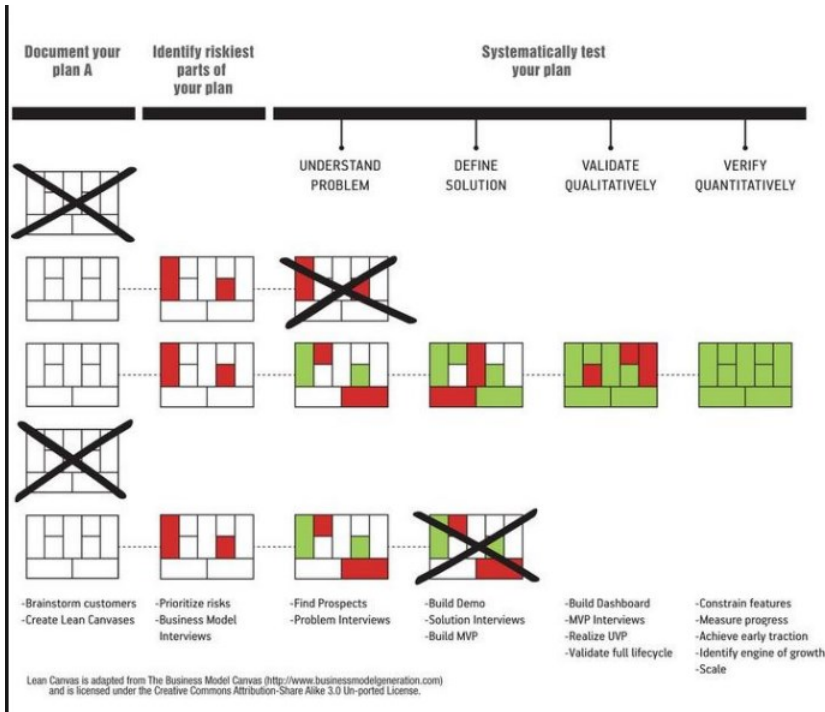 Document your
plan A
Identify riskiest
parts of
your plan
Systematically test
your plan
UNDERSTAND
PROBLEM
DEFINE
SOLUTION
VALIDATE
QUALITATIVELY
VERIFY
QUANTITATIVELY
-Brainstorm customers
-Create Lean Canvases
-Prioritize risks
-Business Model
Interviews
-Find Prospects
-Problem Interviews
-Build Demo
-Solution Interviews
-Build MVP
-Build Dashboard
-MVP Interviews
-Realize UVP
-Validate full lifecycle
-Constrain features
-Measure progress
-Achieve early traction
-Identify engine of growth
-Scale
Lean Canvas is adapted from The Business Model Canvas (http://www.businessmodelgeneration.com)
and is licensed under the Creative Commons Attribution-Share Alike 3.0 Un-ported License.